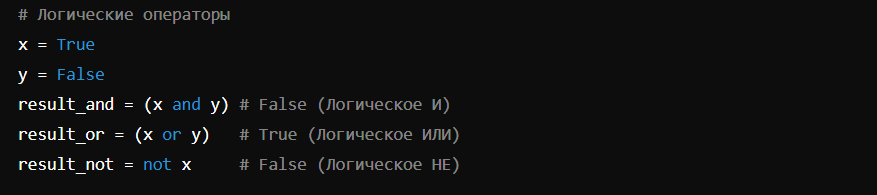 # Логические операторы
x = True
y = False
result_and = (x and y) # False (Логическое И)
result_or = (x or y)   # True (Логическое ИЛИ)
result_not = not x     # False (Логическое НЕ)